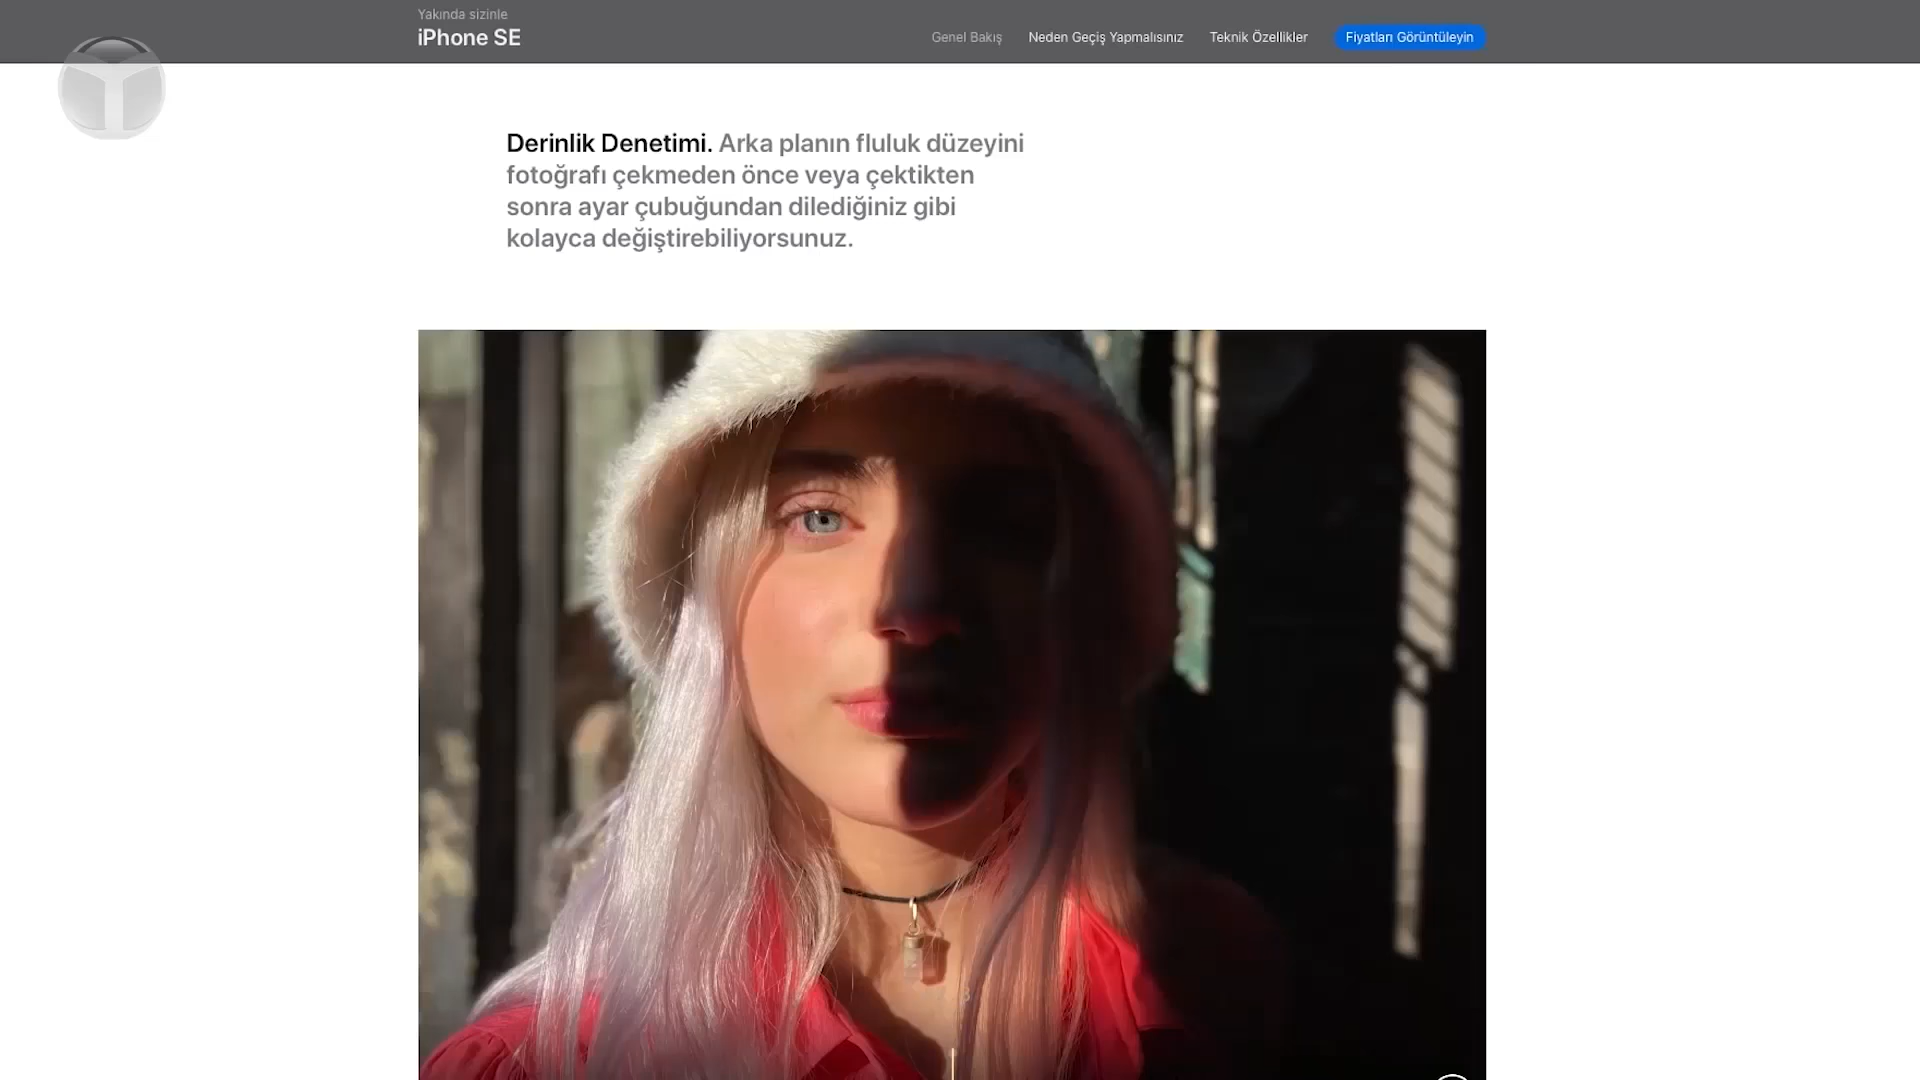 Yakında sizinle
iPhone SE
Genel Bakış
Neden Geçiş Yapmalısınız
Teknik Özellikler
Fiyatları Görüntüleyin
Derinlik Denetimi. Arka planın fluluk düzeyini
fotoğrafı çekmeden önce veya çektikten
sonra ayar çubuğundan dilediğiniz gibi
kolayca değiştirebiliyorsunuz.